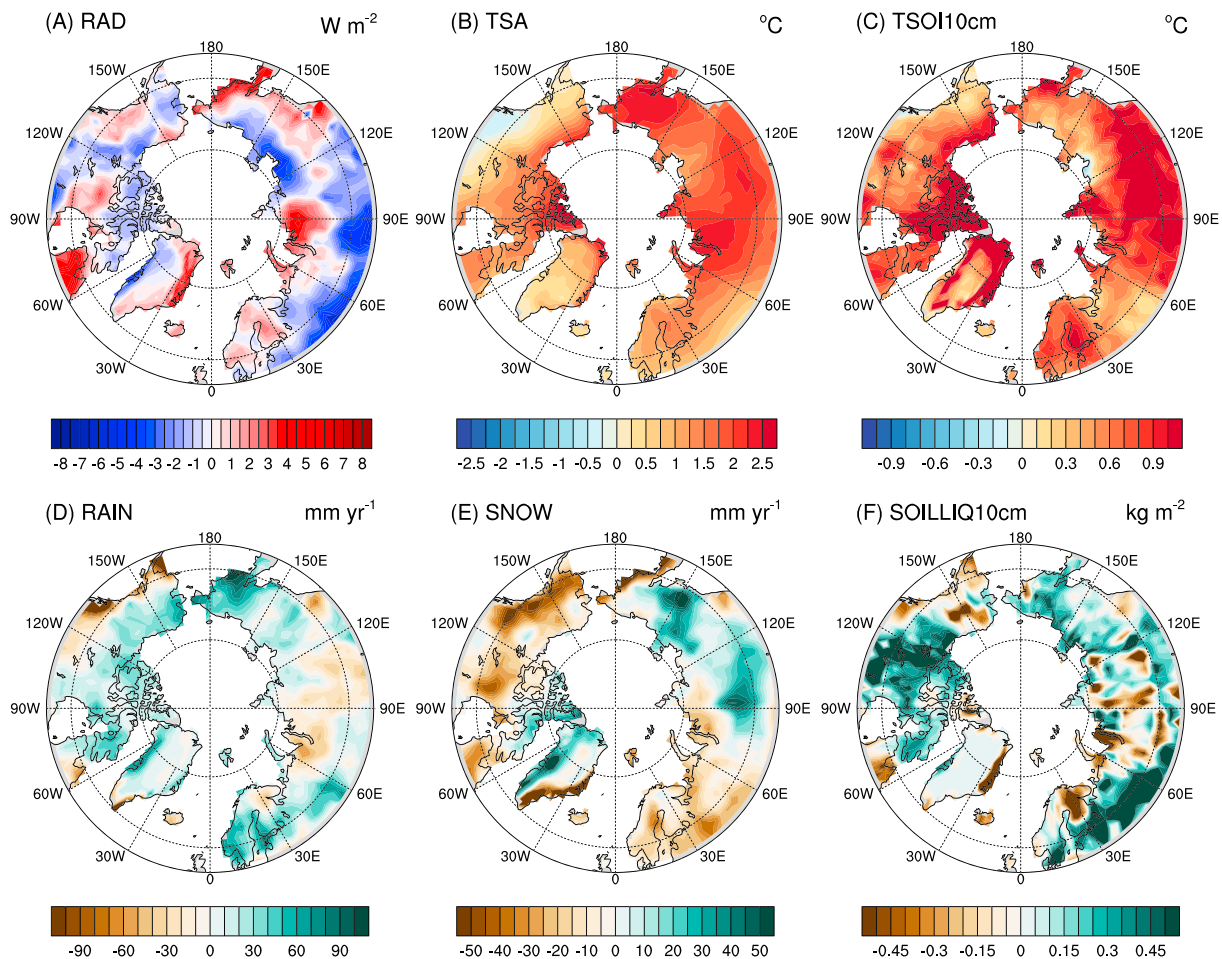 (A) RAD W m-2
180
150W 150E
120W 120E
90W 90E
60W 60E
30W 30E
0
-8 -7 -6 -5 -4 -3 -2 -1 0 1 2 3 4 5 6 7 8
(B) TSA °C
180
150W 150E
120W 120E
90W 90E
60W 60E
30W 30E
0
-2.5 -2 -1.5 -1 -0.5 0 0.5 1 1.5 2 2.5
(C) TSOI10cm °C
180
150W 150E
120W 120E
90W 90E
60W 60E
30W 30E
0
-0.9 -0.6 -0.3 0 0.3 0.6 0.9
(D) RAIN mm yr-1
180
150W 150E
120W 120E
90W 90E
60W 60E
30W 30E
0
-90 -60 -30 0 30 60 90
(E) SNOW mm yr-1
180
150W 150E
120W 120E
90W 90E
60W 60E
30W 30E
0
-50 -40 -30 -20 -10 0 10 20 30 40 50
(F) SOILLIQ10cm kg m-2
180
150W 150E
120W 120E
90W 90E
60W 60E
30W 30E
0
-0.45 -0.3 -0.15 0 0.15 0.3 0.45